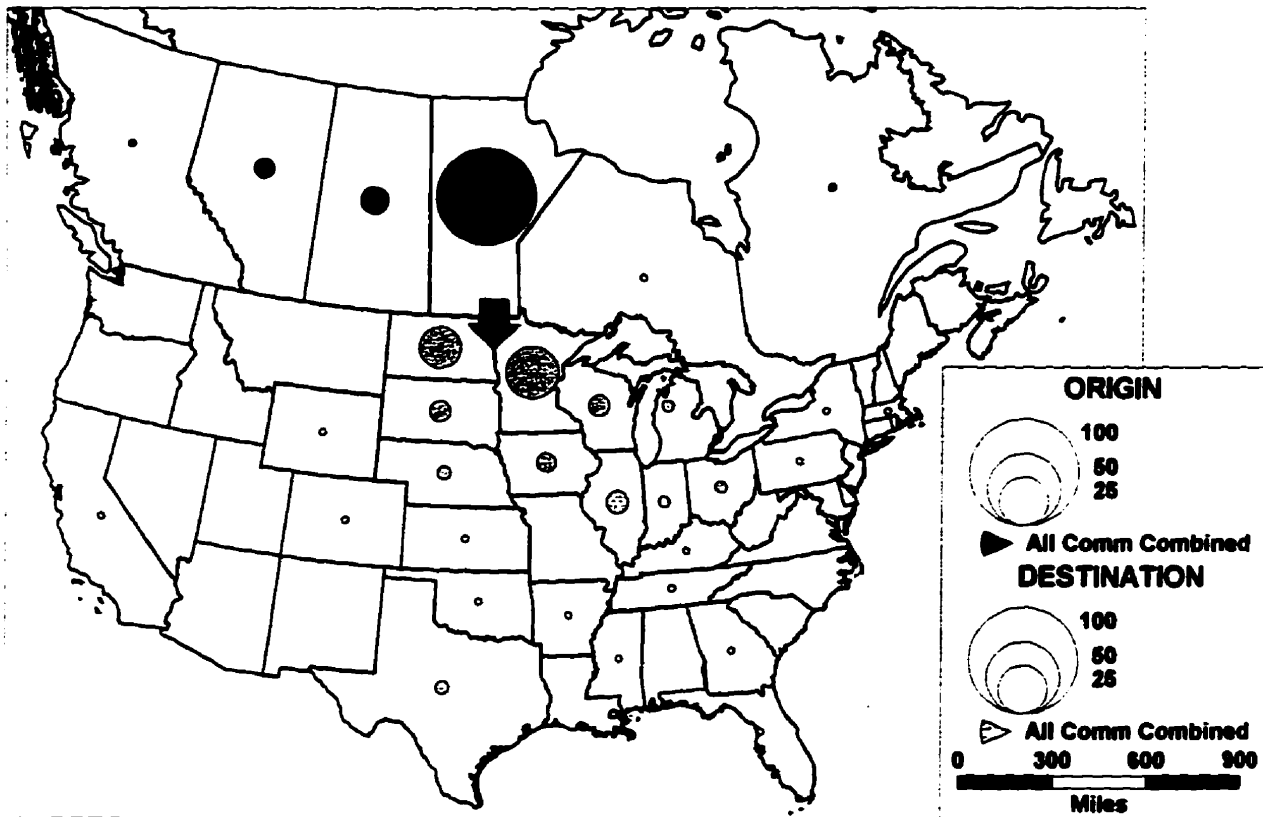 ORIGIN
100
50
25
All Comm Combined
DESTINATION
100
50
25
All Comm Combined
0 300 600 900
Miles